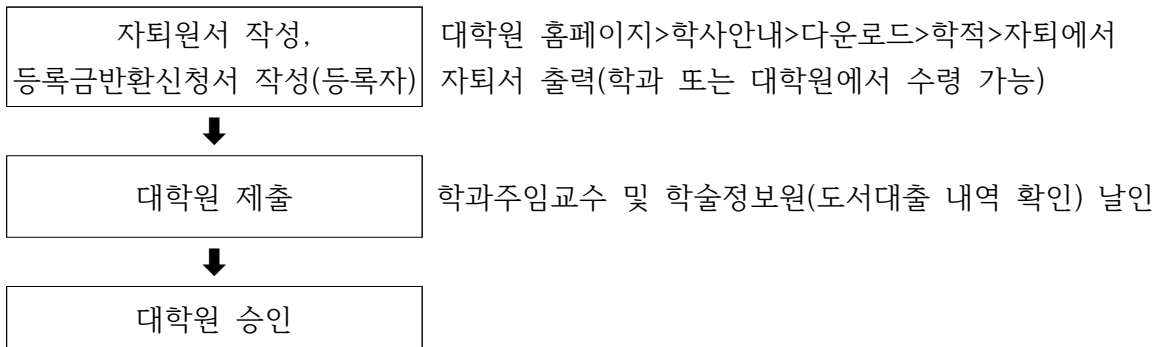 자퇴원서 작성,
등록금반환신청서 작성(등록자)
대학원 홈페이지>학사안내>다운로드>학적>자퇴에서
자퇴서 출력(학과 또는 대학원에서 수령 가능)
대학원 제출
학과주임교수 및 학술정보원(도서대출 내역 확인) 날인
대학원 승인